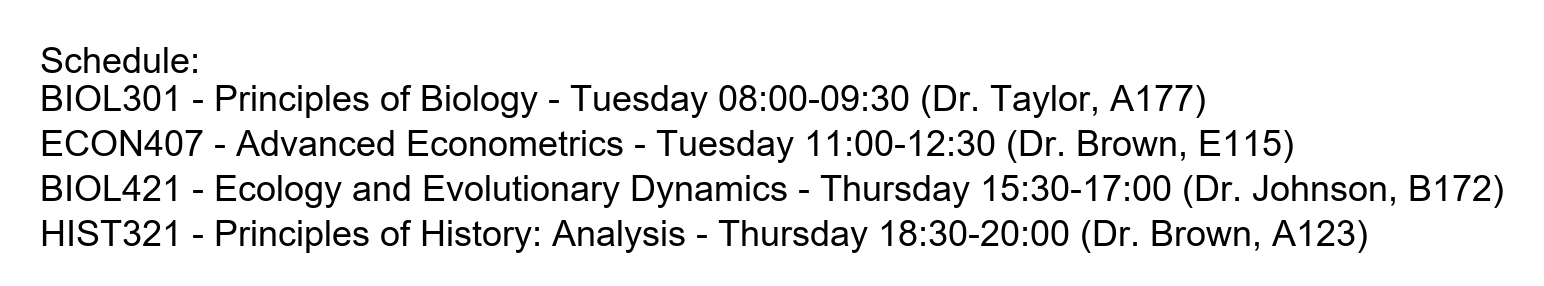 Schedule:
BIOL301 - Principles of Biology - Tuesday 08:00-09:30 (Dr. Taylor, A177)
ECON407 - Advanced Econometrics - Tuesday 11:00-12:30 (Dr. Brown, E115)
BIOL421 - Ecology and Evolutionary Dynamics - Thursday 15:30-17:00 (Dr. Johnson, B172)
HIST321 - Principles of History: Analysis - Thursday 18:30-20:00 (Dr. Brown, A123)